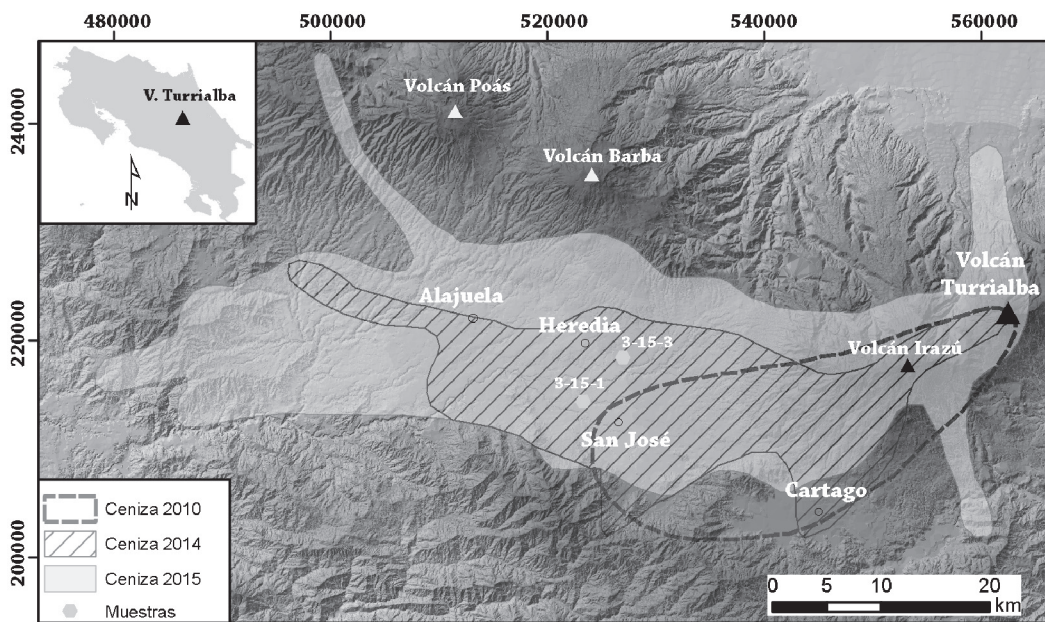 480000 500000 520000 540000 560000
240000
220000
200000
V. Turrialba
N
Volcán Poás
Volcán Barba
Volcán
Turrialba
Alajuela
Heredia
3-15-3
Volcán Irazú
3-15-1
San José
Cartago
Ceniza 2010
Ceniza 2014
Ceniza 2015
Muestras
0 5 10 20
km